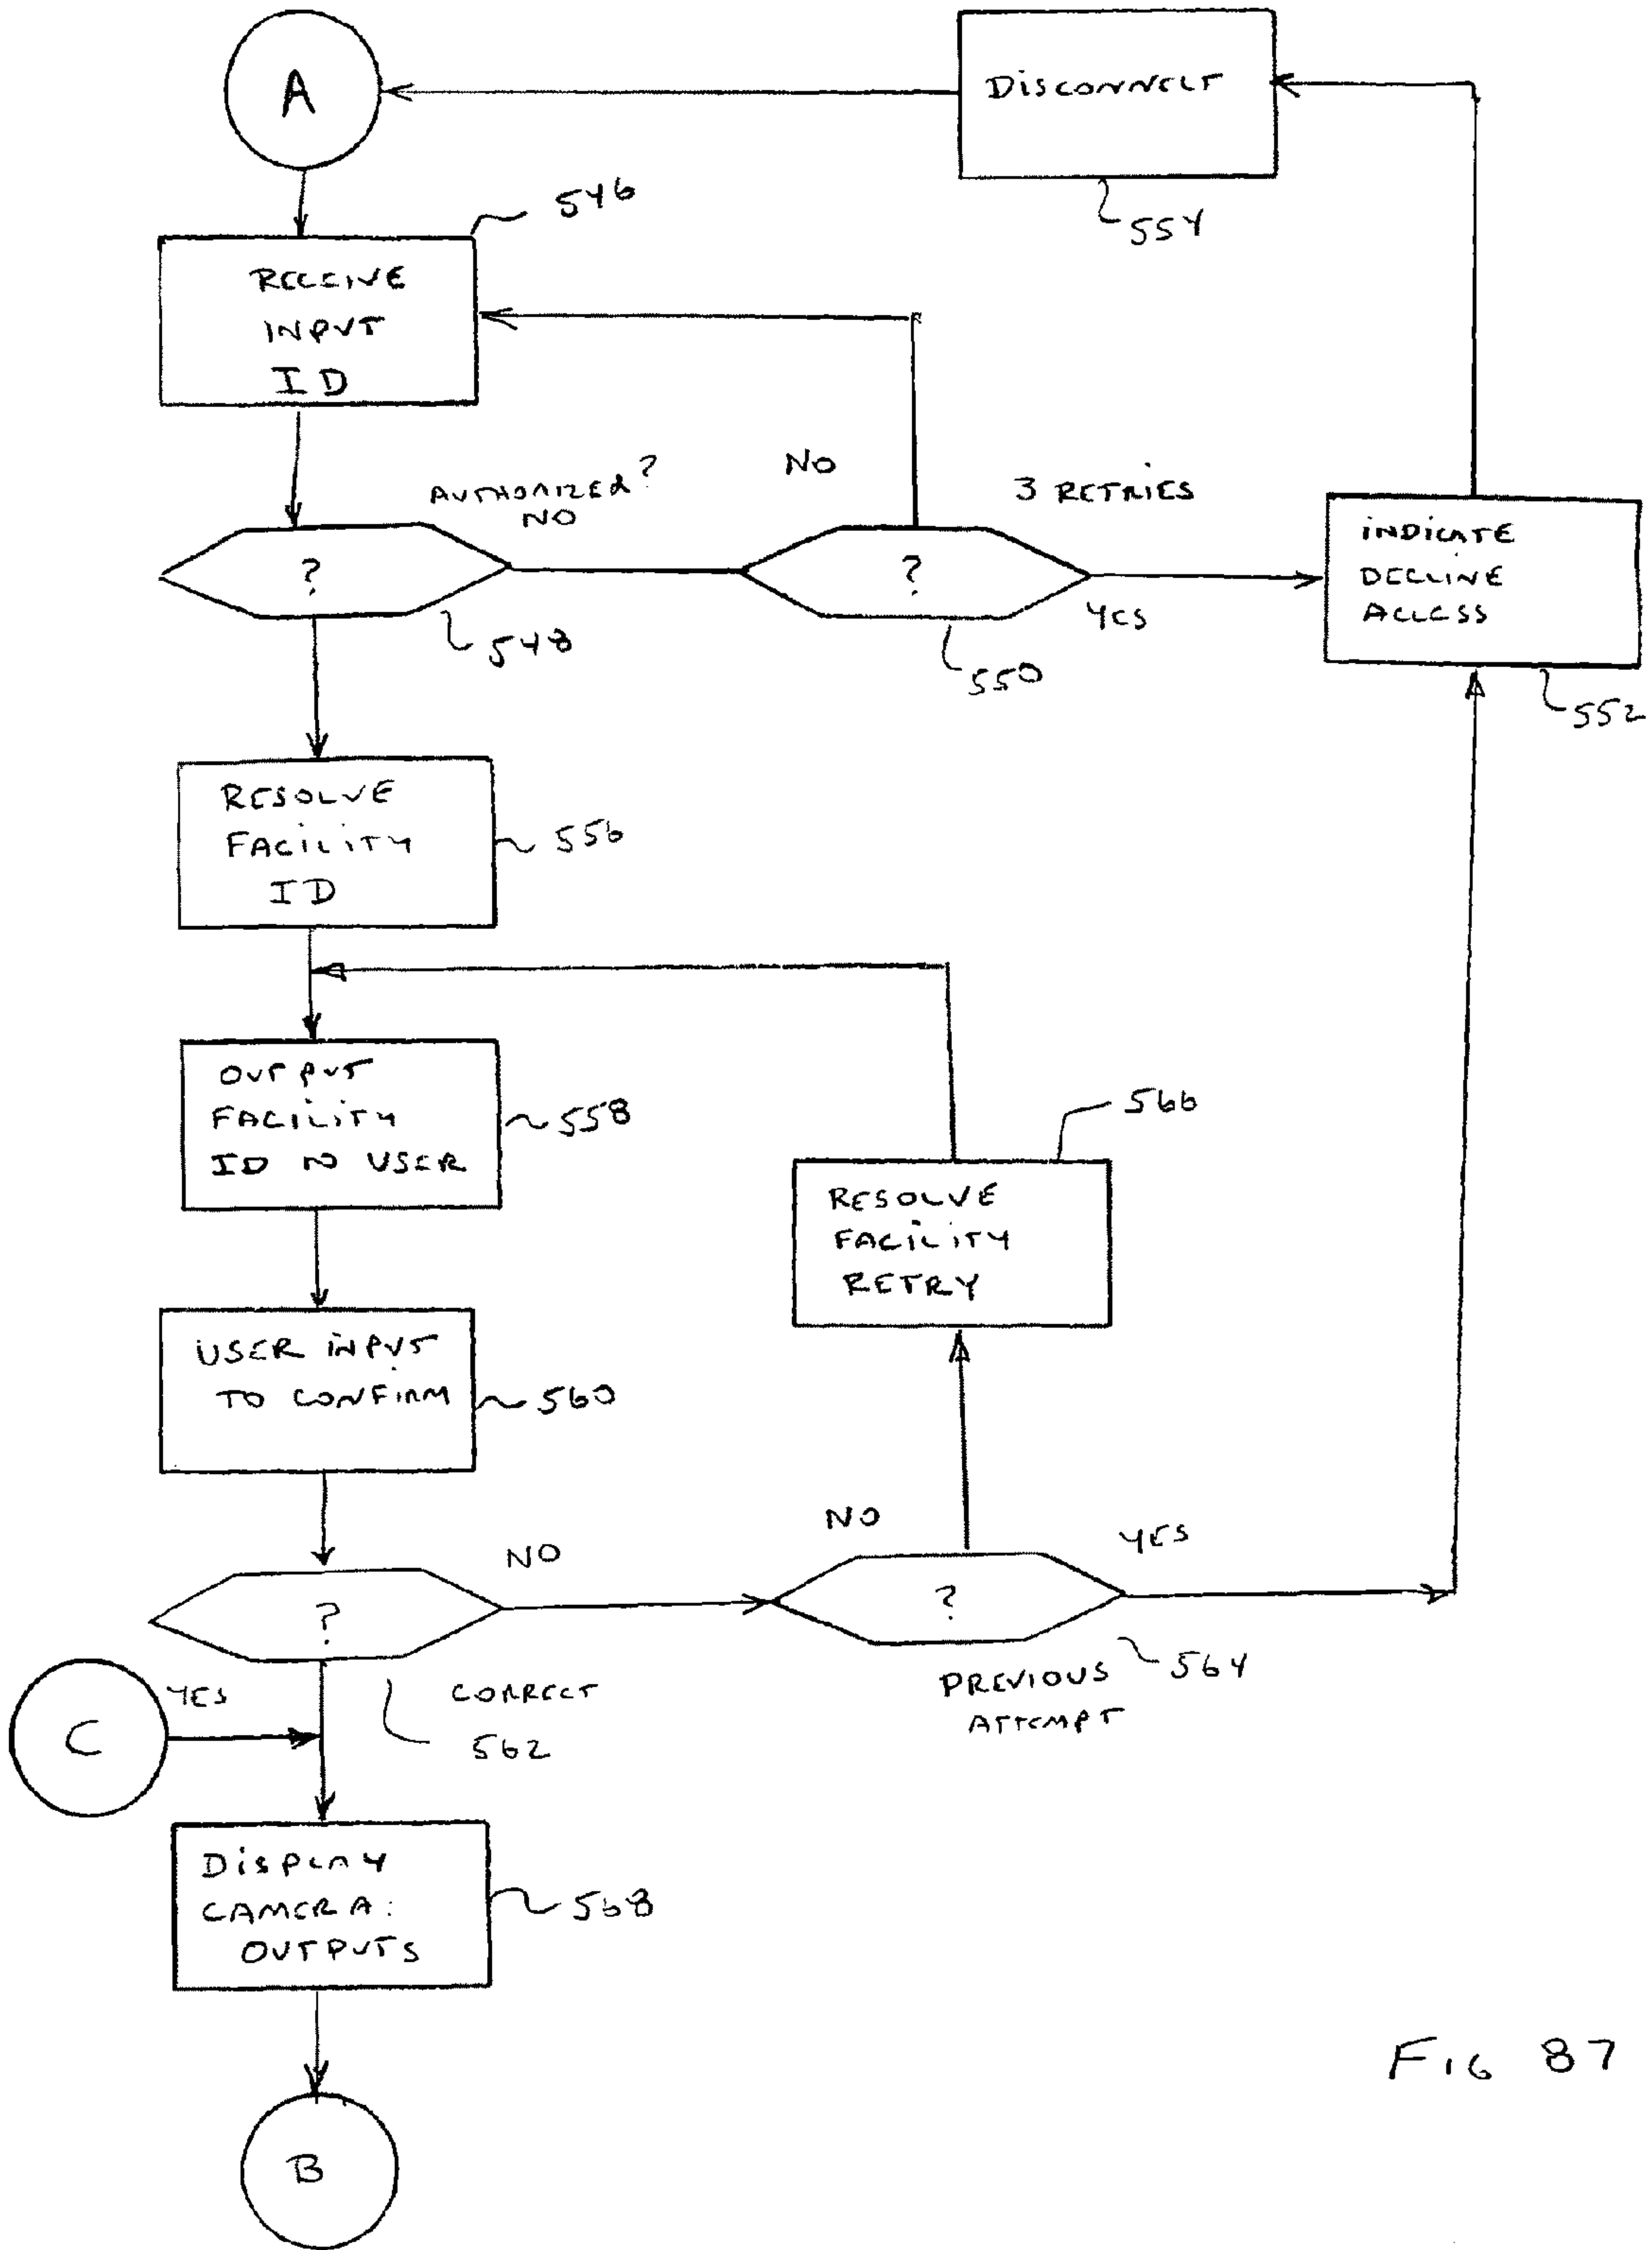 A
DISCONNECT
546
554
RECEIVE
INPUT
ID
NO
AUTHORIZED?
NO
3 RETRIES
?
?
INDICATE
DECLINE
ACCESS
YES
548
550
552
RESOLVE
FACILITY
ID
556
OUTPUT
FACILITY
ID TO USER
558
566
RESOLVE
FACILITY
RETRY
USER INPUT
TO CONFIRM
560
NO
NO
YES
?
?
YES
CORRECT
562
PREVIOUS
ATTEMPT
564
C
DISPLAY
CAMERA:
OUTPUTS
568
B
FIG 87